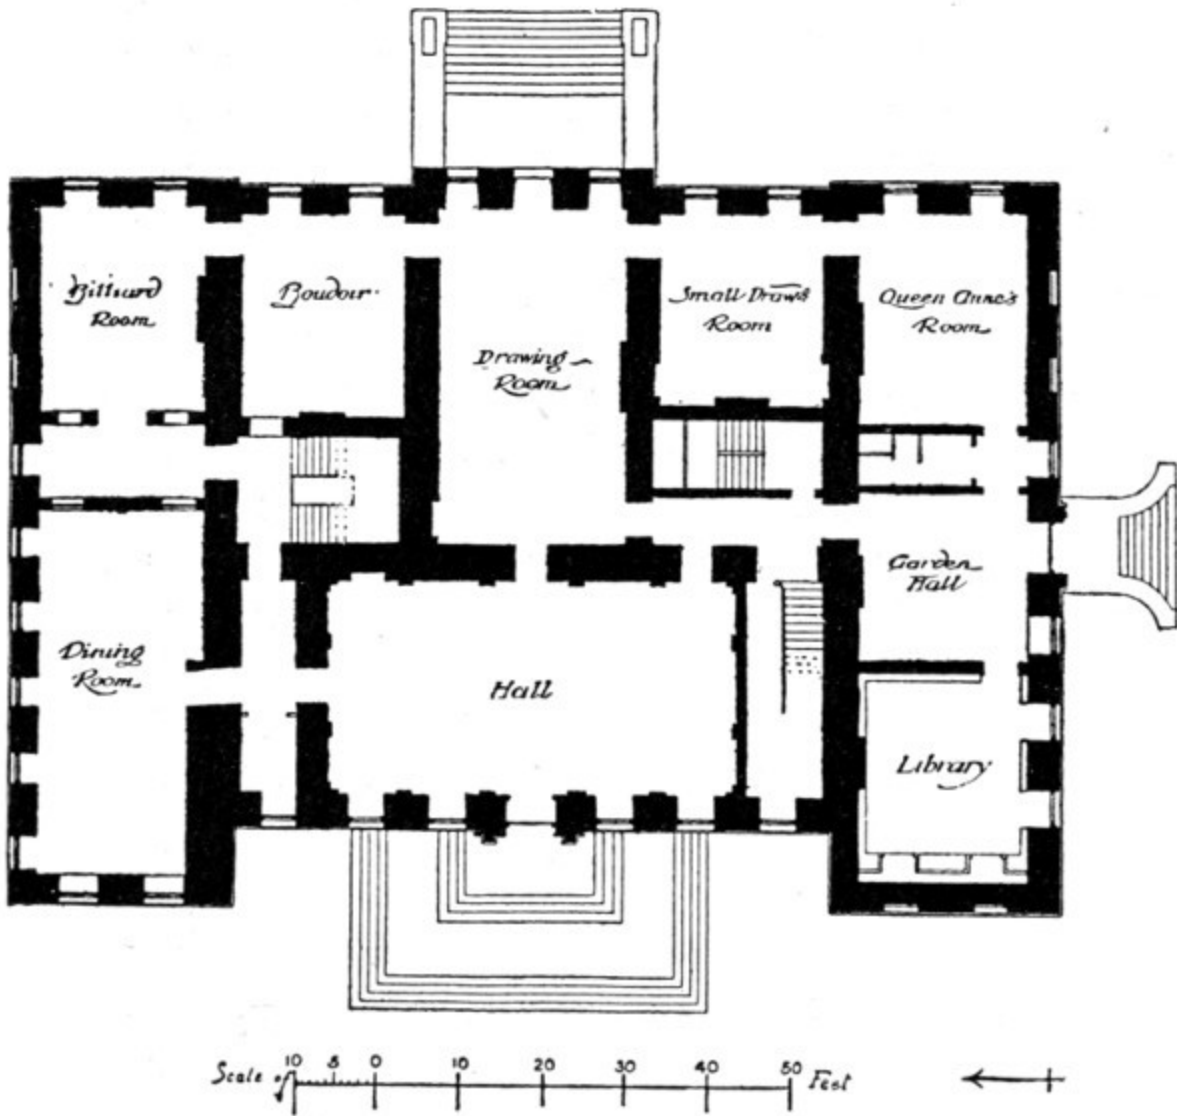 Billiard
Room
Boudoir.
Drawing
Room
Small Draw'g
Room
Queen Anne's
Room
Garden
Hall
Dining
Room
Hall
Library
Scale of
10 5 0 10 20 30 40 50 Feet